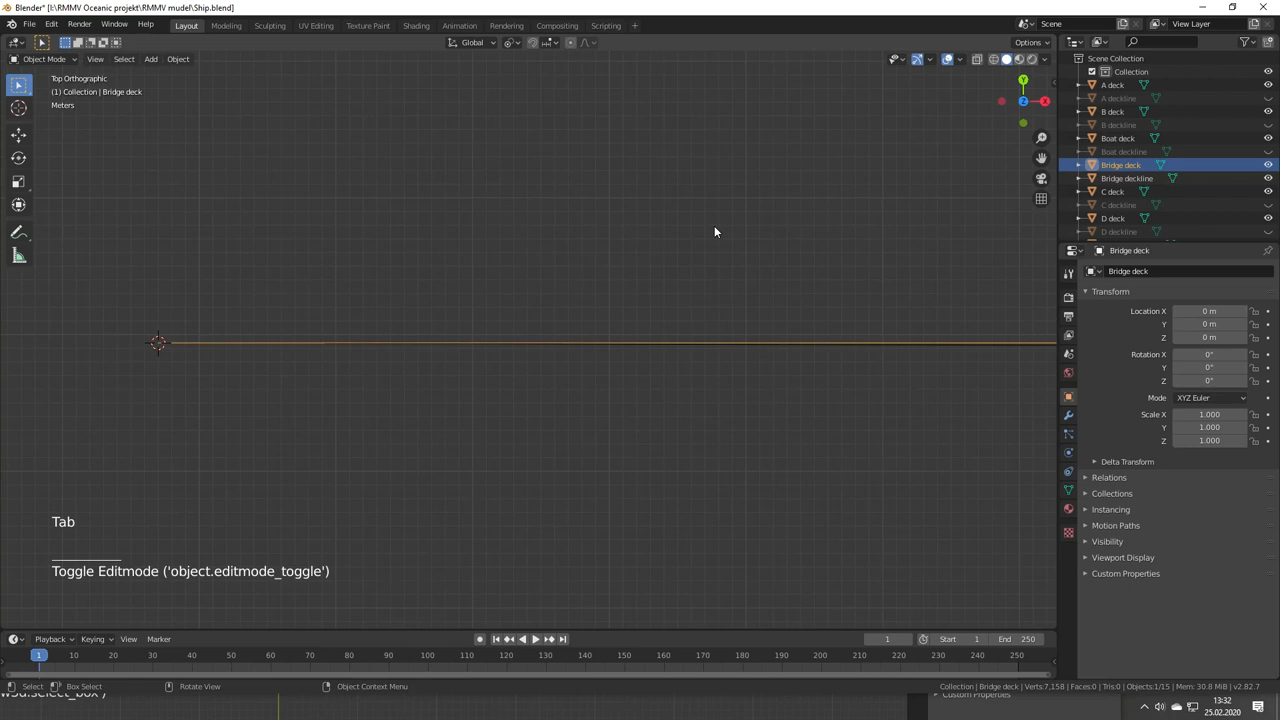 Blender* [I:\RMMV Oceanic projekt\RMMV mudel\Ship.blend]
File Edit Render Window Help Layout Modeling Sculpting UV Editing Texture Paint Shading Animation Rendering Compositing Scripting + Scene View Layer
Global Options
Object Mode View Select Add Object
Top Orthographic
(1) Collection | Bridge deck
Meters
Y
Z X
Scene Collection
Collection
A deck
A deckline
B deck
B deckline
Boat deck
Boat deckline
Bridge deck
Bridge deckline
C deck
C deckline
D deck
D deckline
Bridge deck
Bridge deck
Transform
Location X 0 m
Y 0 m
Z 0 m
Rotation X 0°
Y 0°
Z 0°
Mode XYZ Euler
Scale X 1.000
Y 1.000
Z 1.000
Delta Transform
Relations
Collections
Instancing
Motion Paths
Visibility
Viewport Display
Custom Properties
Tab
Toggle Editmode ('object.editmode_toggle')
Playback Keying View Marker 1 Start 1 End 250
1 10 20 30 40 50 60 70 80 90 100 110 120 130 140 150 160 170 180 190 200 210 220 230 240 250
Select Box Select Rotate View Object Context Menu Collection | Bridge deck | Verts:7,158 | Faces:0 | Tris:0 | Objects:1/15 | Mem: 30.8 MiB | v2.82.7
13:32
25.02.2020